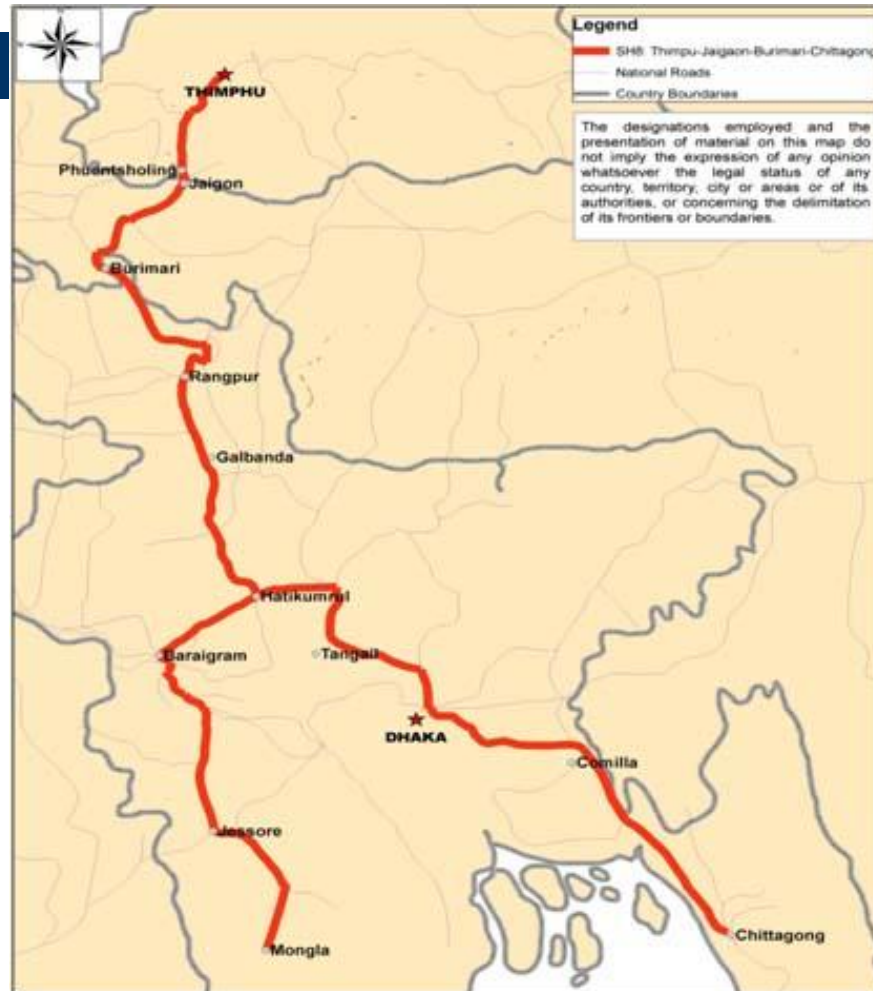 Legend
SH8: Thimpu-Jaigaon-Burimari-Chittagong
National Roads
Country Boundaries
The designations employed and the
presentation of material on this map do
not imply the expression of any opinion
whatsoever the legal status of any
country, territory, city or areas or of its
authorities, or concerning the delimitation
of its frontiers or boundaries.
THIMPHU
Phuentsholing
Jaigon
Burimari
Rangpur
Galbanda
Hatikumrul
Baraigram
Tangail
DHAKA
Comilla
Jessore
Chittagong
Mongla